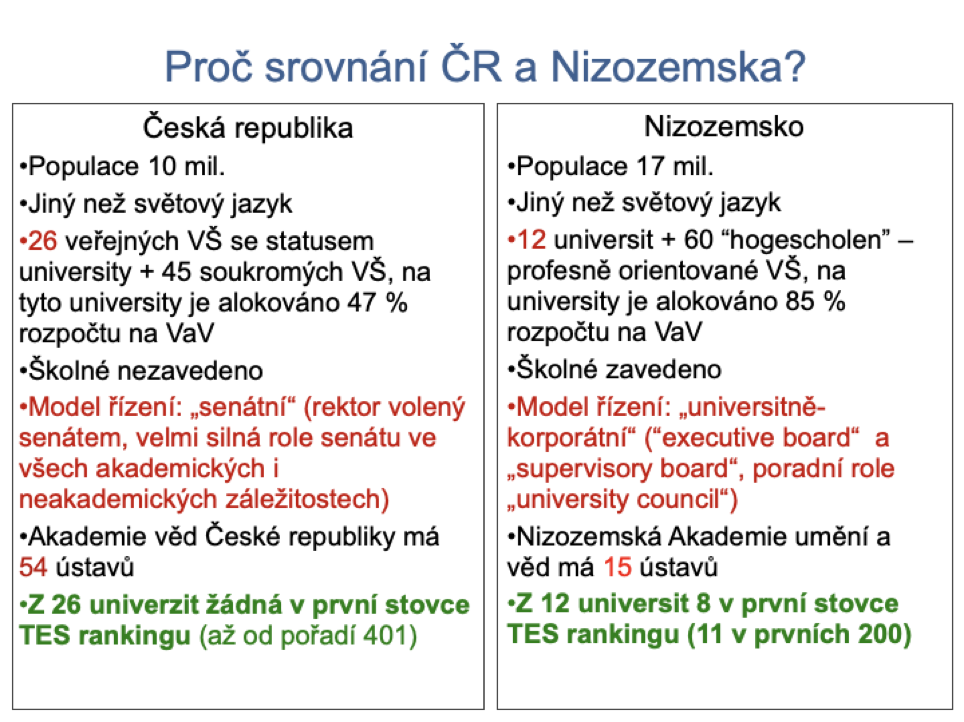 Proč srovnání ČR a Nizozemska?
Česká republika
•Populace 10 mil.
•Jiný než světový jazyk
•26 veřejných VŠ se statusem
university + 45 soukromých VŠ, na
tyto university je alokováno 47 %
rozpočtu na VaV
•Školné nezavedeno
•Model řízení: „senátní“ (rektor volený
senátem, velmi silná role senátu ve
všech akademických i
neakademických záležitostech)
•Akademie věd České republiky má
54 ústavů
•Z 26 univerzit žádná v první stovce
TES rankingu (až od pořadí 401)
Nizozemsko
•Populace 17 mil.
•Jiný než světový jazyk
•12 universit + 60 “hogescholen” –
profesně orientované VŠ, na
university je alokováno 85 %
rozpočtu na VaV
•Školné zavedeno
•Model řízení: „universitně-
korporátní“ (“executive board“ a
„supervisory board“, poradní role
„university council“)
•Nizozemská Akademie umění a
věd má 15 ústavů
•Z 12 universit 8 v první stovce
TES rankingu (11 v prvních 200)